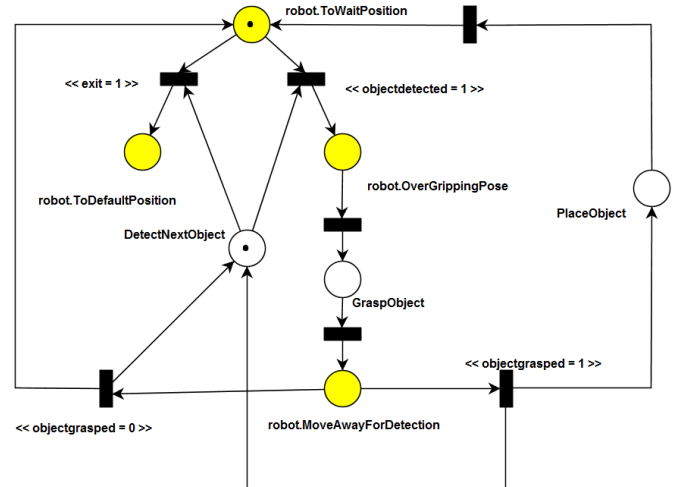 robot.ToWaitPosition
<< exit = 1 >>
<< objectdetected = 1 >>
robot.ToDefaultPosition
robot.OverGrippingPose
PlaceObject
DetectNextObject
GraspObject
<< objectgrasped = 1 >>
<< objectgrasped = 0 >>
robot.MoveAwayForDetection